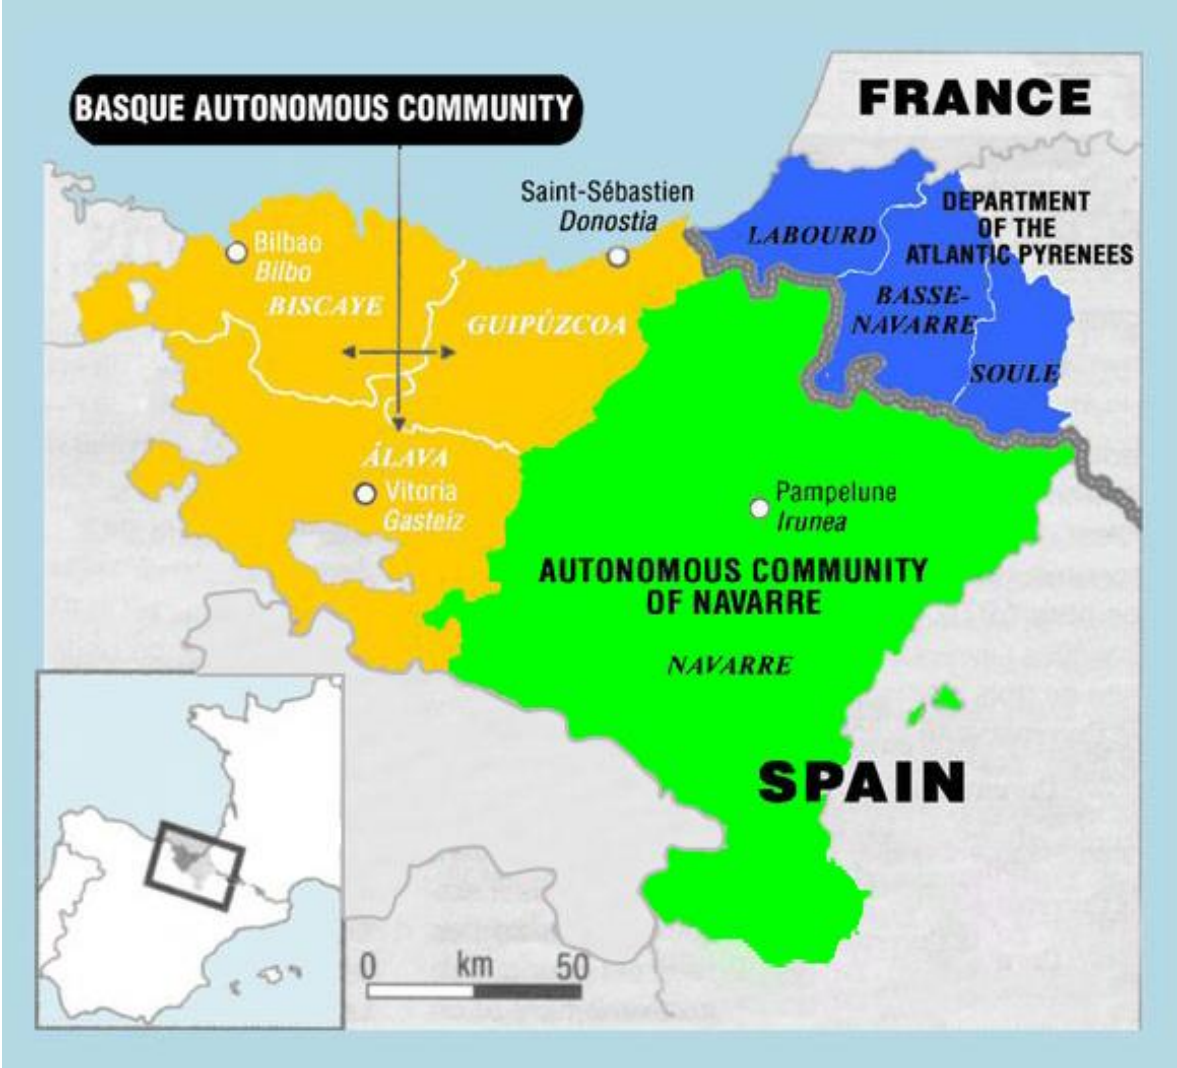 BASQUE AUTONOMOUS COMMUNITY
FRANCE
Saint-Sébastien
Donostia
DEPARTMENT
OF THE
ATLANTIC PYRENEES
LABOURD
Bilbao
Bilbo
BISCAYE
GUIPÚZCOA
BASSE-
NAVARRE
SOULE
ÁLAVA
Vitoria
Gasteiz
Pampelune
Irunea
AUTONOMOUS COMMUNITY
OF NAVARRE
NAVARRE
SPAIN
0 km 50